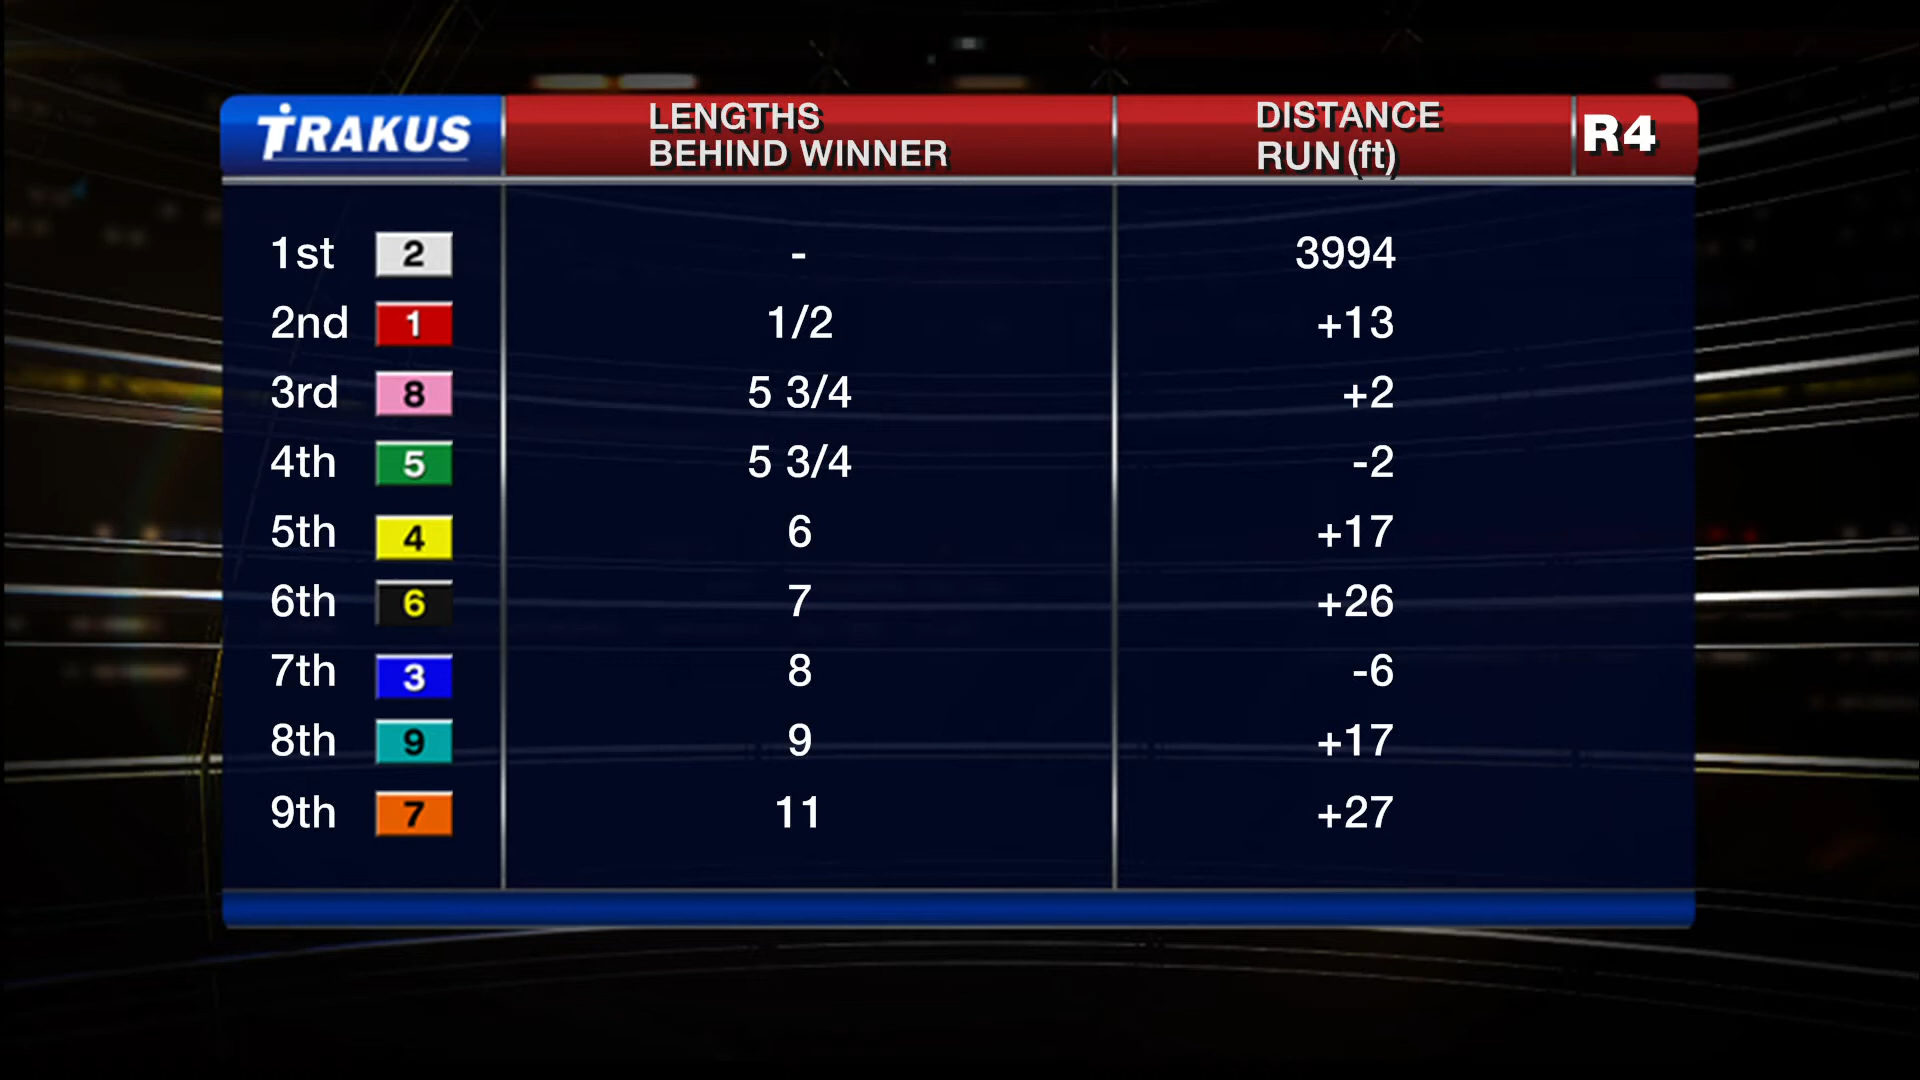 TRAKUS
LENGTHS
BEHIND WINNER
DISTANCE
RUN (ft)
R4
1st 2 - 3994
2nd 1 1/2 +13
3rd 8 5 3/4 +2
4th 5 5 3/4 -2
5th 4 6 +17
6th 6 7 +26
7th 3 8 -6
8th 9 9 +17
9th 7 11 +27